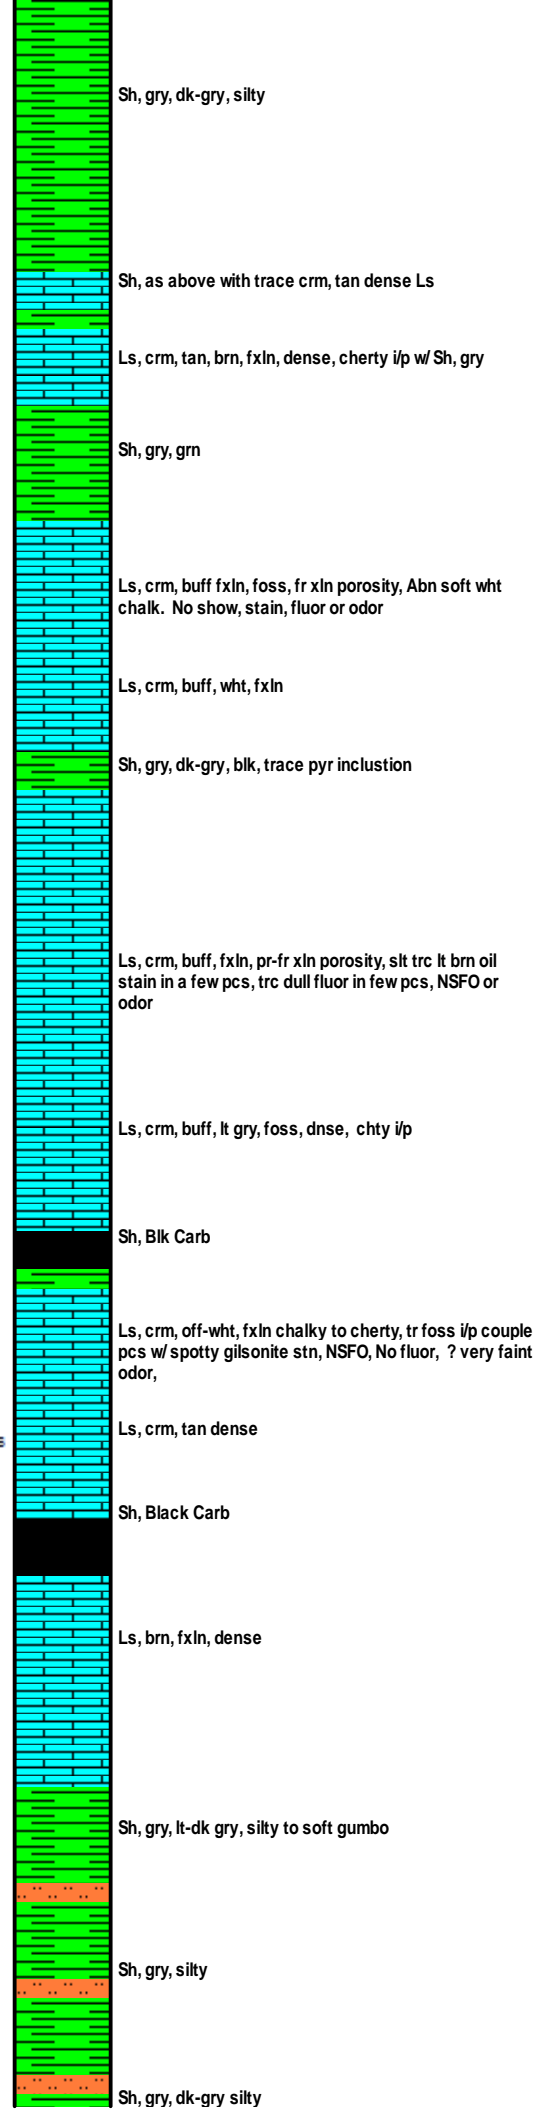 Sh, gry, dk-gry, silty
Sh, as above with trace crm, tan dense Ls
Ls, crm, tan, brn, fxln, dense, cherty i/p w/ Sh, gry
Sh, gry, grn
Ls, crm, buff fxln, foss, fr xln porosity, Abn soft wht
chalk. No show, stain, fluor or odor
Ls, crm, buff, wht, fxln
Sh, gry, dk-gry, blk, trace pyr inclustion
Ls, crm, buff, fxln, pr-fr xln porosity, slt trc lt brn oil
stain in a few pcs, trc dull fluor in few pcs, NSFO or
odor
Ls, crm, buff, lt gry, foss, dnse, chty i/p
Sh, Blk Carb
Ls, crm, off-wht, fxln chalky to cherty, tr foss i/p couple
pcs w/ spotty gilsonite stn, NSFO, No fluor, ? very faint
odor,
Ls, crm, tan dense
Sh, Black Carb
Ls, brn, fxln, dense
Sh, gry, lt-dk gry, silty to soft gumbo
Sh, gry, silty
Sh, gry, dk-gry silty